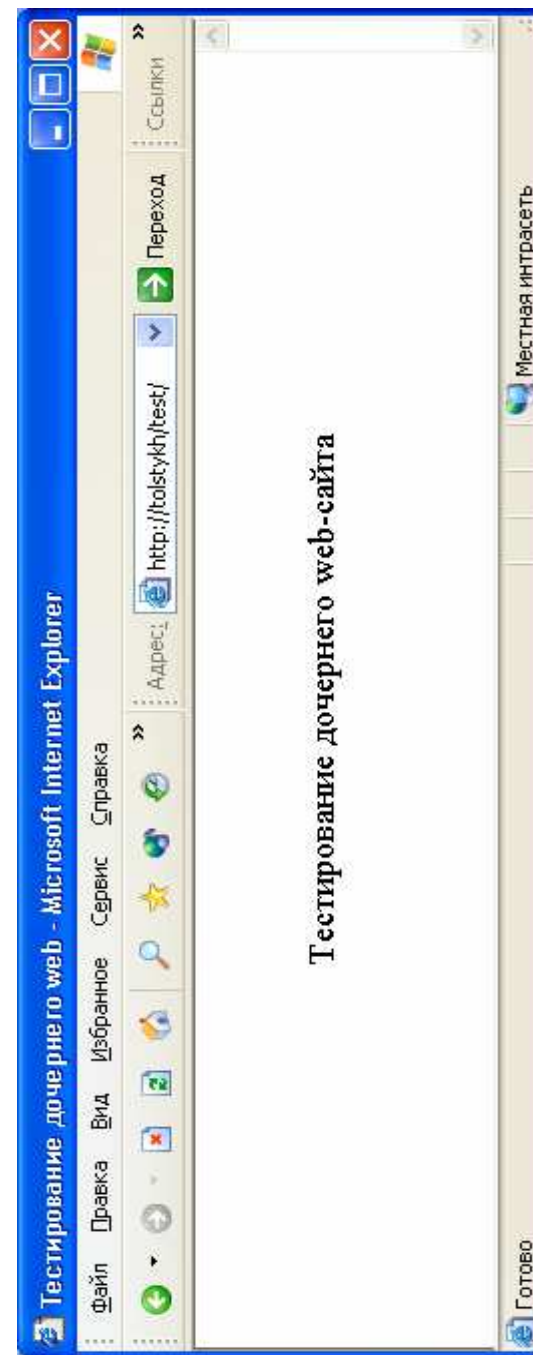 Тестирование дочернего web - Microsoft Internet Explorer
Файл Правка Вид Избранное Сервис Справка
» Адрес: http://tolstykh/test/ Переход Ссылки »
Тестирование дочернего web-сайта
Готово Местная интрасеть